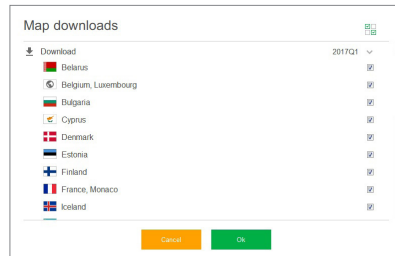 Map downloads
Download 2017Q1
Belarus
Belgium, Luxembourg
Bulgaria
Cyprus
Denmark
Estonia
Finland
France, Monaco
Iceland
Cancel Ok